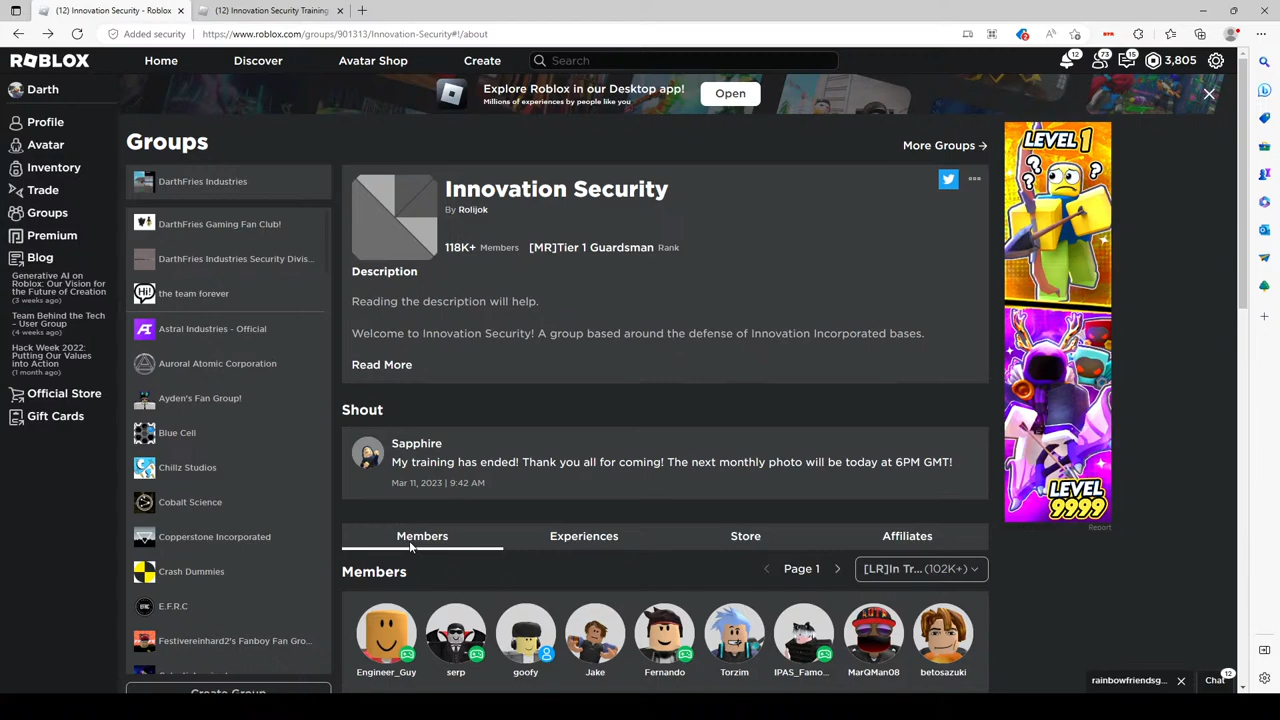 (12) Innovation Security - Roblox
(12) Innovation Security Training
Added security
https://www.roblox.com/groups/901313/Innovation-Security#!/about
ROBLOX
Home
Discover
Avatar Shop
Create
Search
12
73
15
3,805
Darth
Profile
Avatar
Inventory
Trade
Groups
Premium
Blog
Generative AI on
Roblox: Our Vision for
the Future of Creation
(3 weeks ago)
Team Behind the Tech
– User Group
(4 weeks ago)
Hack Week 2022:
Putting Our Values
into Action
(1 month ago)
Official Store
Gift Cards
Explore Roblox in our Desktop app!
Millions of experiences by people like you
Open
Groups
More Groups
DarthFries Industries
DarthFries Gaming Fan Club!
DarthFries Industries Security Divis...
Hi!
the team forever
Astral Industries - Official
Auroral Atomic Corporation
Ayden's Fan Group!
Blue Cell
Chillz Studios
Cobalt Science
Copperstone Incorporated
Crash Dummies
E.F.R.C
Festivereinhard2's Fanboy Fan Gro...
Create Group
Innovation Security
By Rolijok
118K+ Members [MR]Tier 1 Guardsman Rank
Description
Reading the description will help.
Welcome to Innovation Security! A group based around the defense of Innovation Incorporated bases.
Read More
Shout
Sapphire
My training has ended! Thank you all for coming! The next monthly photo will be today at 6PM GMT!
Mar 11, 2023 | 9:42 AM
Members
Experiences
Store
Affiliates
Members
Page 1
[LR]In Tr... (102K+)
Engineer_Guy
serp
goofy
Jake
Fernando
Torzim
IPAS_Famo...
MarQMan08
betosazuki
LEVEL 1
LEVEL
9999
Report
rainbowfriendsg...
Chat
12